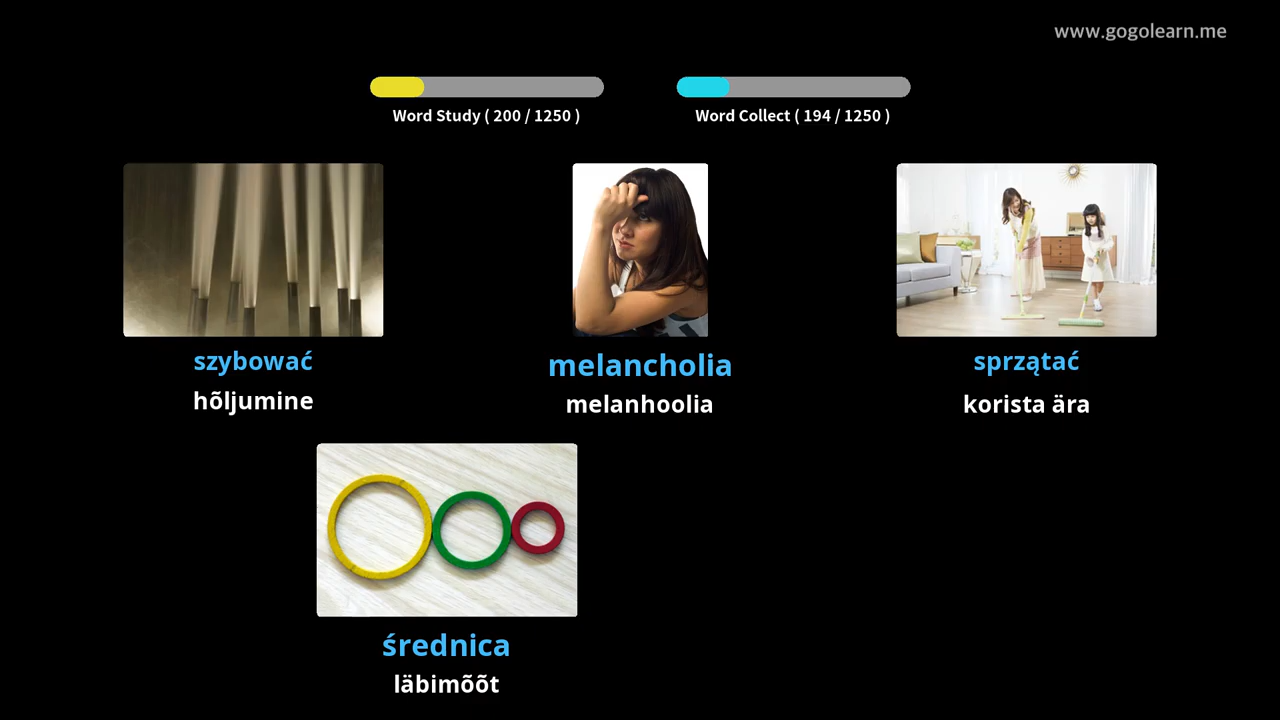 www.gogolearn.me
Word Study ( 200 / 1250 )
Word Collect ( 194 / 1250 )
szybować
hõljumine
melancholia
melanhoolia
sprzątać
korista ära
średnica
läbimõõt